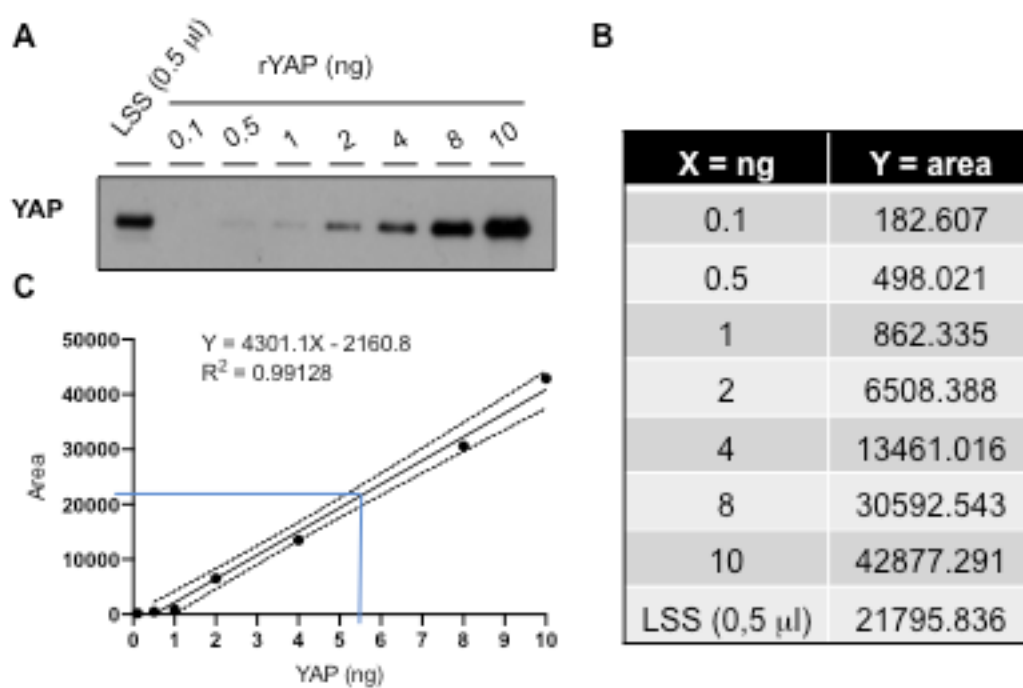 A
LSS (0.5 µl)
rYAP (ng)
0.1 0.5 1 2 4 8 10
YAP
B
X = ng Y = area
0.1 182.607
0.5 498.021
1 862.335
2 6508.388
4 13461.016
8 30592.543
10 42877.291
LSS (0,5 µl) 21795.836
C
Y = 4301.1X - 2160.8
R² = 0.99128
50000
40000
30000
20000
10000
0
Area
0 1 2 3 4 5 6 7 8 9 10
YAP (ng)